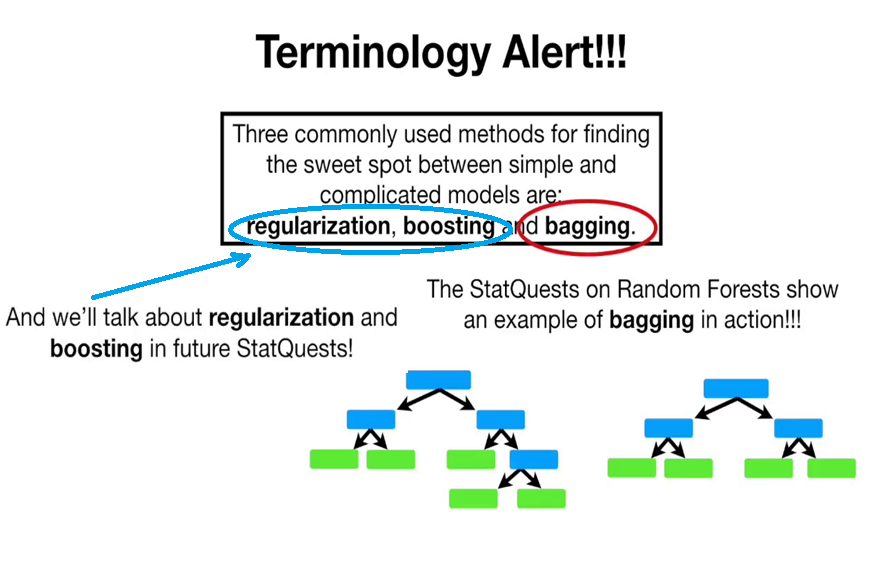 Terminology Alert!!!
Three commonly used methods for finding
the sweet spot between simple and
complicated models are:
regularization, boosting and bagging.
And we'll talk about regularization and
boosting in future StatQuests!
The StatQuests on Random Forests show
an example of bagging in action!!!